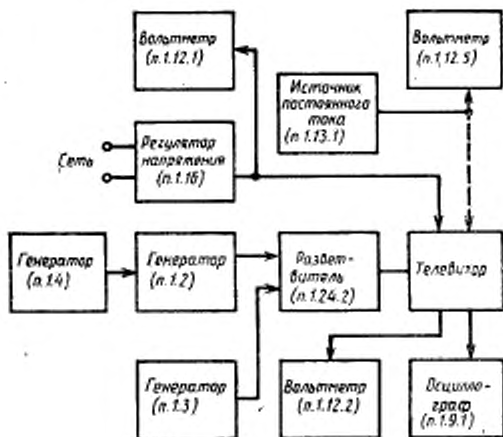 Вольтметр
(п.1.12.1)
Вольтметр
(п.1.12.5)
Источник
постоянного
тока
(п.1.13.1)
Сеть
Регулятор
напряжения
(п.1.16)
Генератор
(п.1.4)
Генератор
(п.1.2)
Развет-
витель
(п.1.24.2)
Телевизор
Генератор
(п.1.3)
Вольтметр
(п.1.12.2)
Осцилло-
граф
(п.1.9.1)